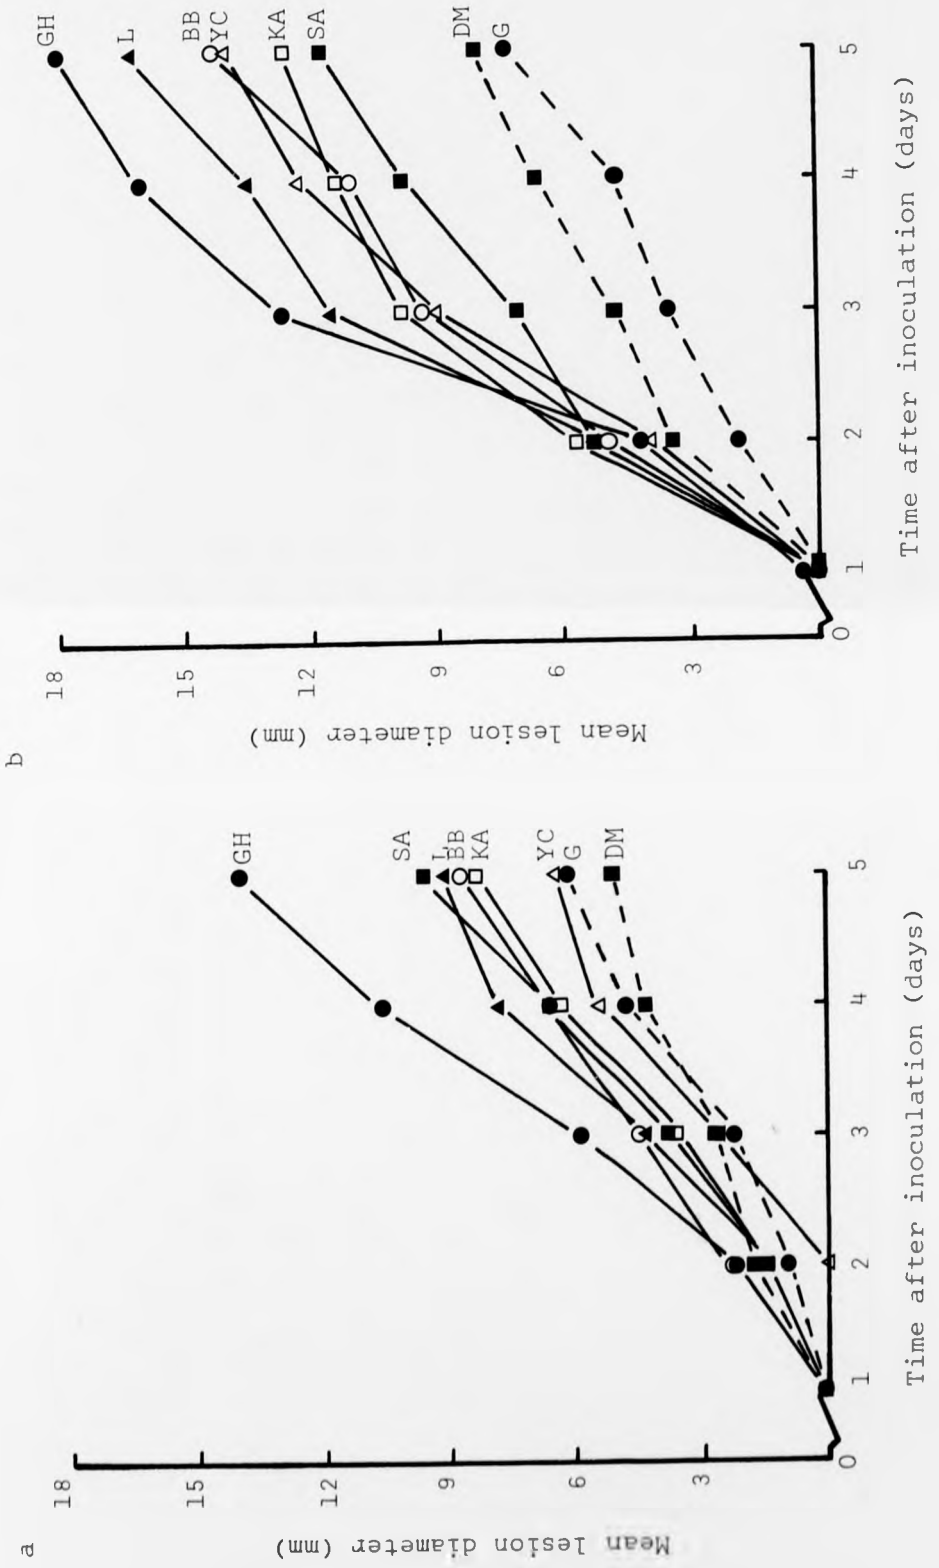 a
Mean lesion diameter (mm)
18
15
12
9
6
3
0
1
2
3
4
5
Time after inoculation (days)
GH
SA
L
BB
KA
YC
G
DM
b
Mean lesion diameter (mm)
18
15
12
9
6
3
0
1
2
3
4
5
Time after inoculation (days)
GH
L
BB
YC
KA
SA
DM
G